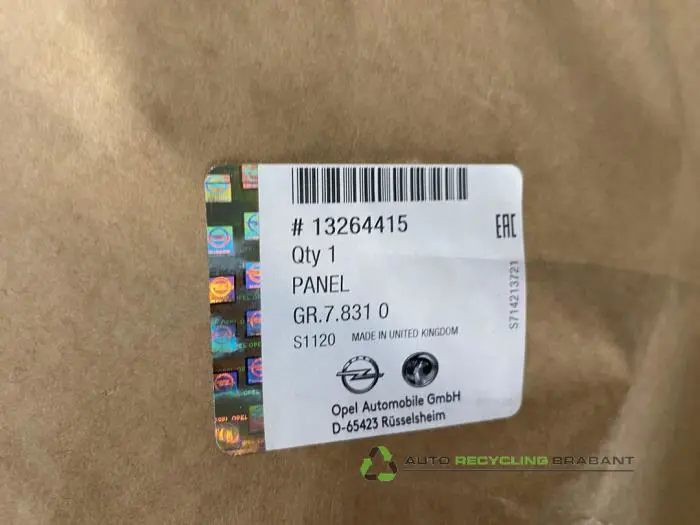 # 13264415
EAC
Qty 1
PANEL
GR.7.831 0
S1120 MADE IN UNITED KINGDOM
S714213721
Opel Automobile GmbH
D-65423 Rüsselsheim
AUTO RECYCLING BRABANT